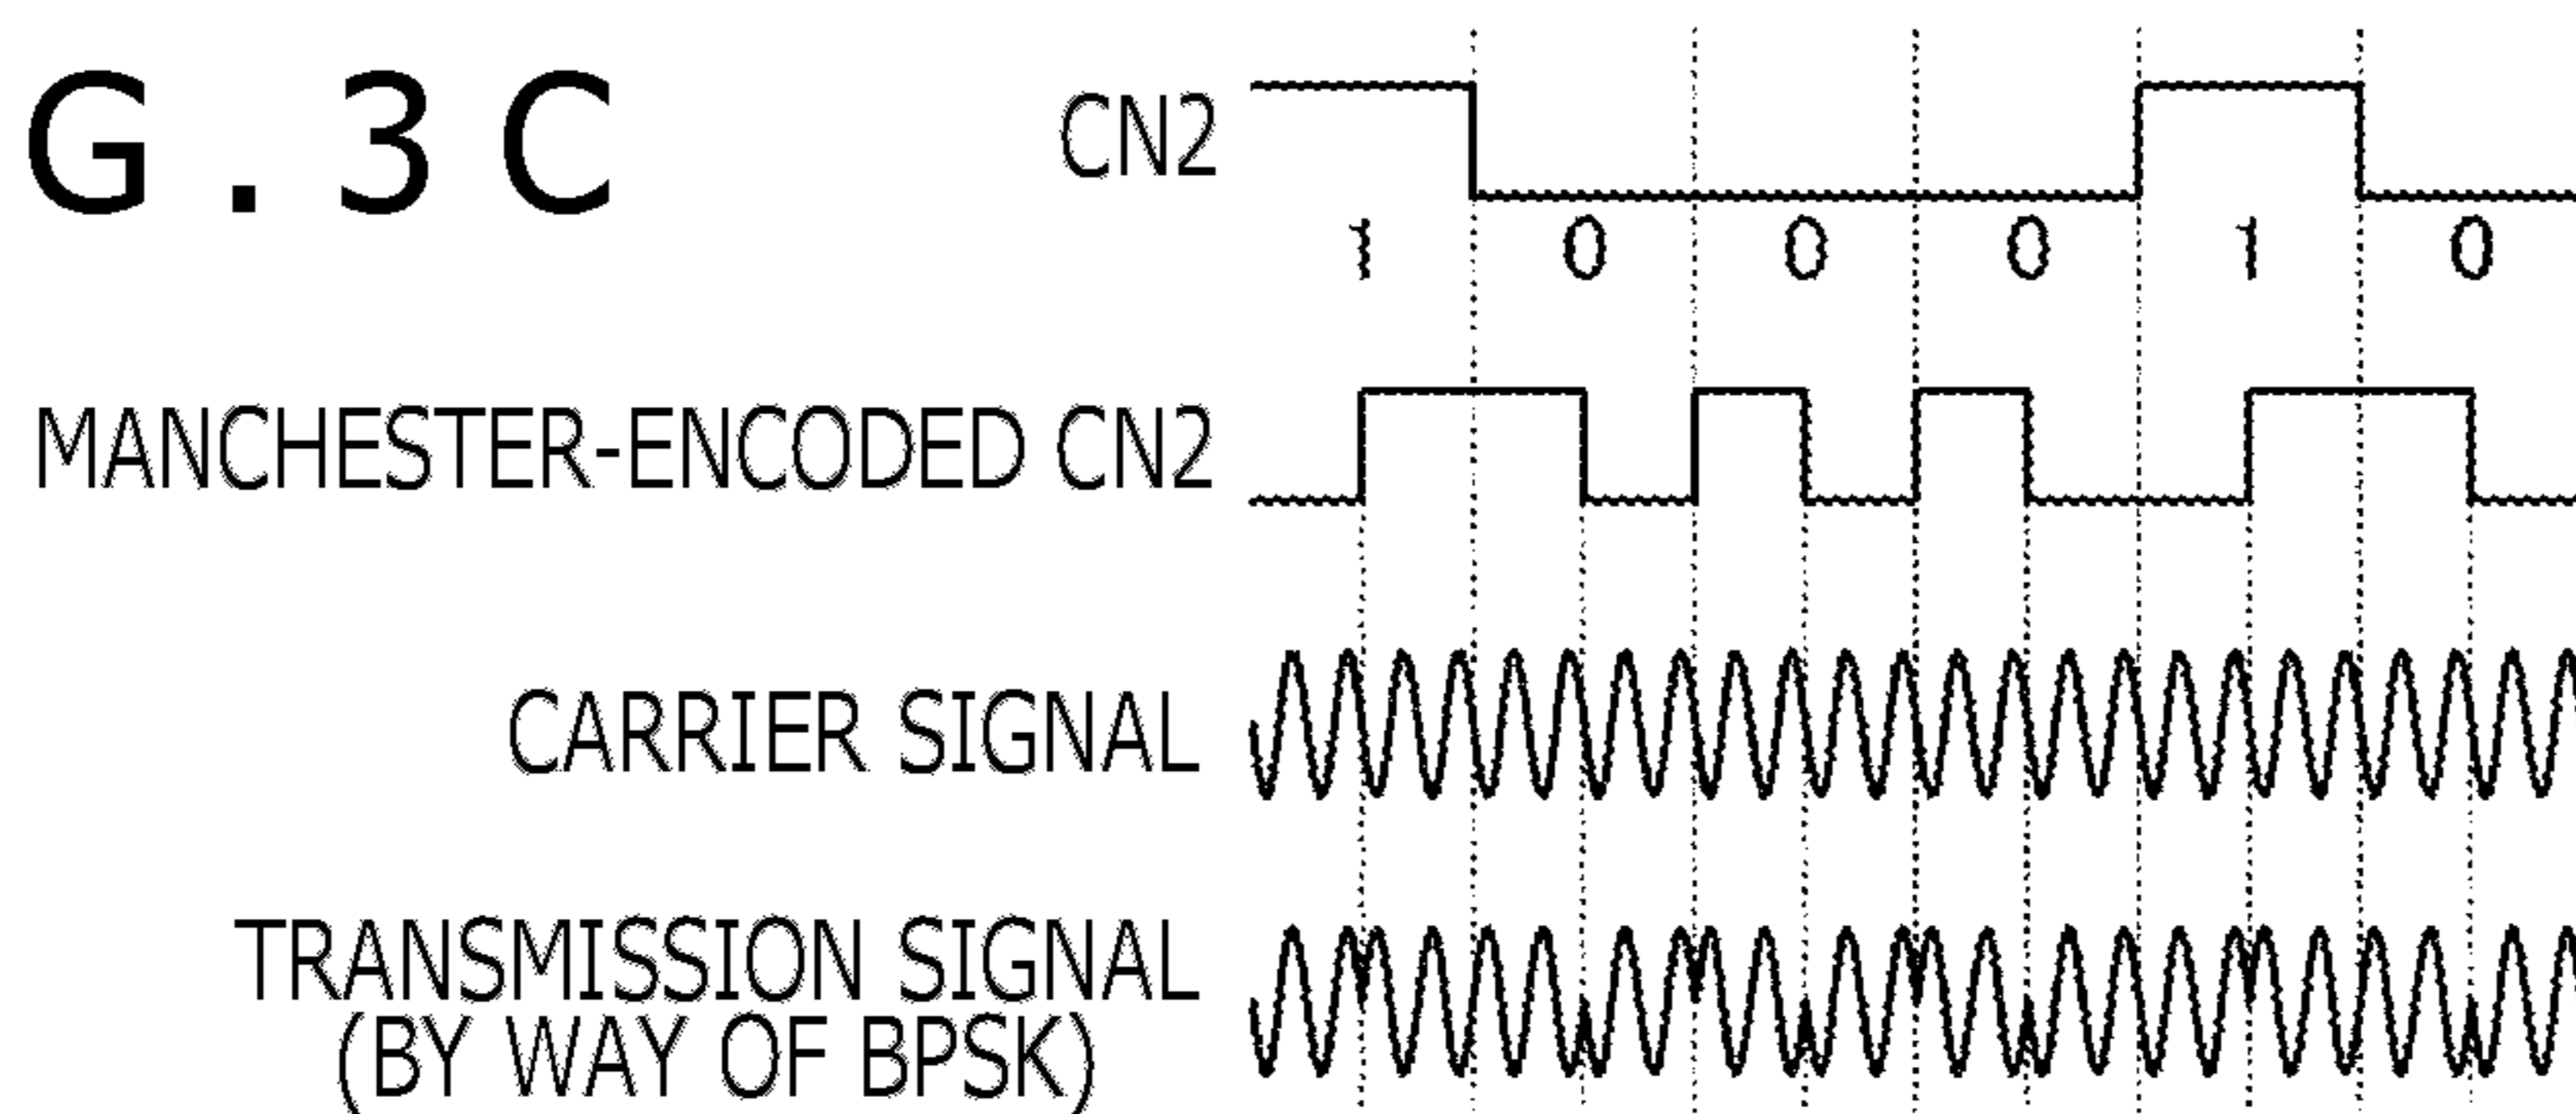 G.3C
CN2
1 0 0 0 1 0
MANCHESTER-ENCODED CN2
CARRIER SIGNAL
TRANSMISSION SIGNAL
(BY WAY OF BPSK)